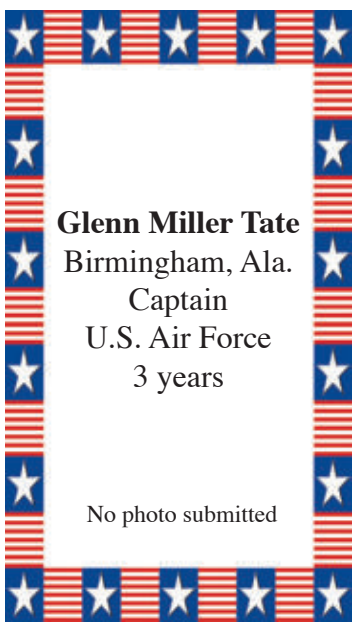 Glenn Miller Tate
Birmingham, Ala.
Captain
U.S. Air Force
3 years
No photo submitted